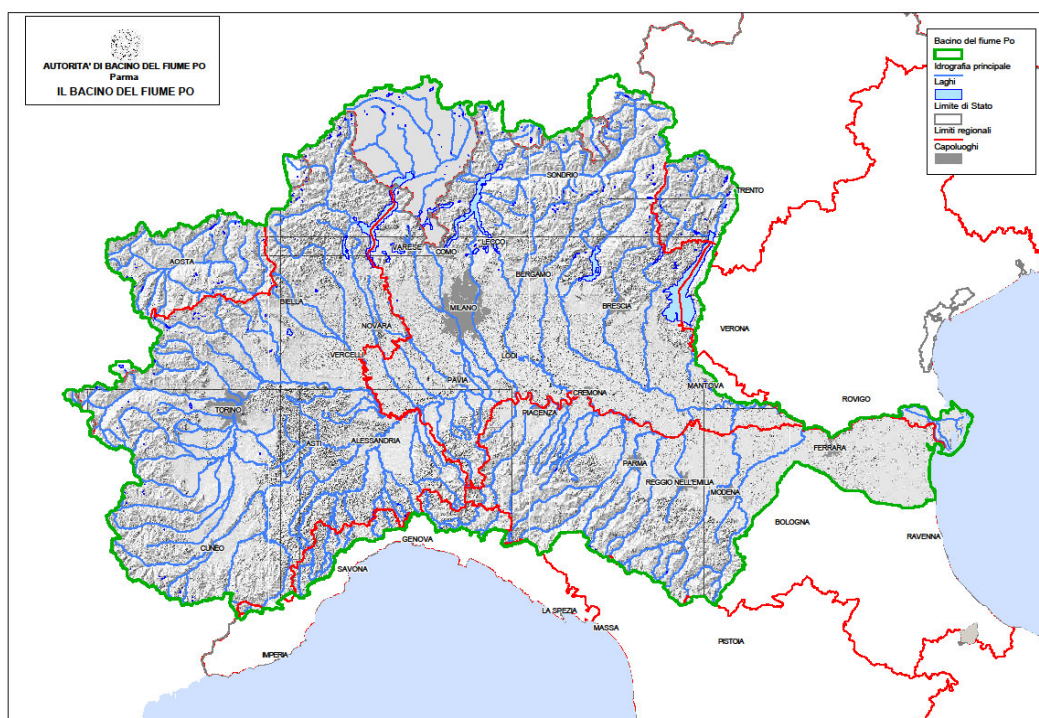 AUTORITA' DI BACINO DEL FIUME PO
Parma
IL BACINO DEL FIUME PO
Bacino del fiume Po
Idrografia principale
Laghi
Limite di Stato
Limiti regionali
Capoluoghi
SONDRIO
TRENTO
VARESE
COMO
LECCO
AOSTA
BERGAMO
BIELLA
BRESCIA
MILANO
NOVARA
VERONA
VERCELLI
LODI
PAVIA
MANTOVA
CREMONA
ROVIGO
TORINO
PIACENZA
ASTI
ALESSANDRIA
FERRARA
PARMA
REGGIO NELL'EMILIA
MODENA
BOLOGNA
RAVENNA
GENOVA
CUNEO
SAVONA
LA SPEZIA
MASSA
PISTOIA
IMPERIA